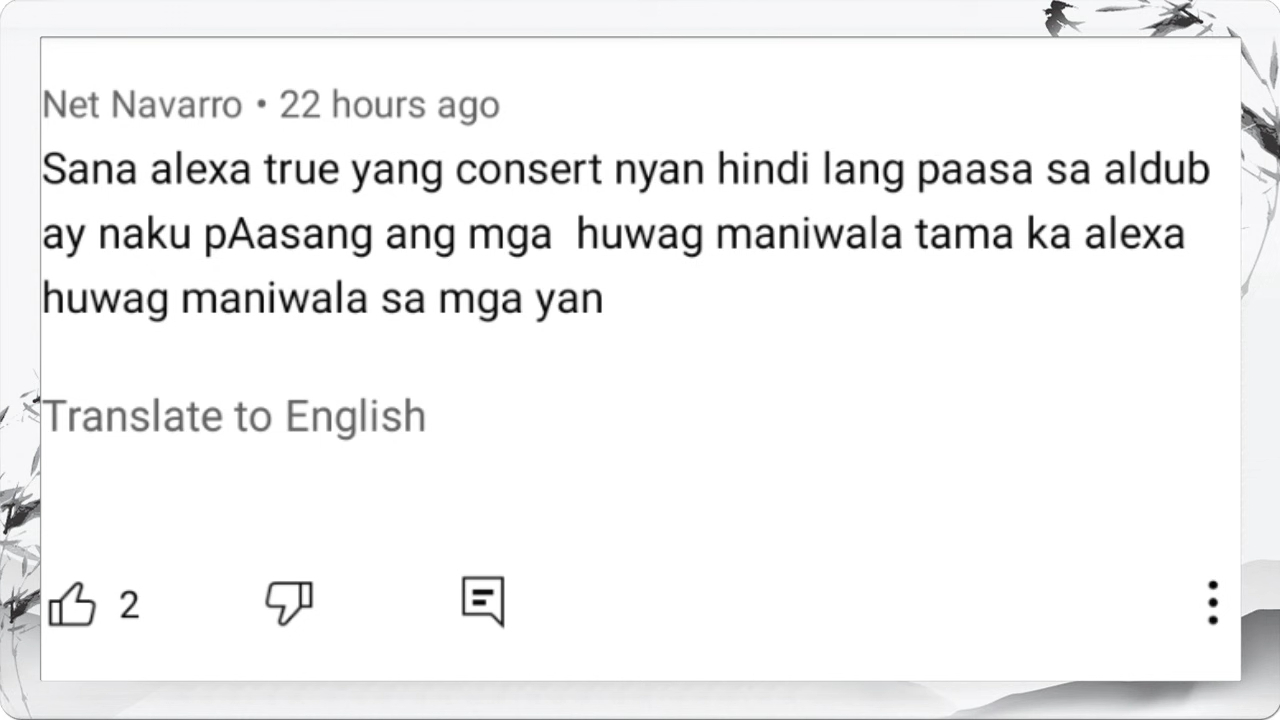 Net Navarro • 22 hours ago
Sana alexa true yang consert nyan hindi lang paasa sa aldub
ay naku pAasang ang mga  huwag maniwala tama ka alexa
huwag maniwala sa mga yan
Translate to English
2